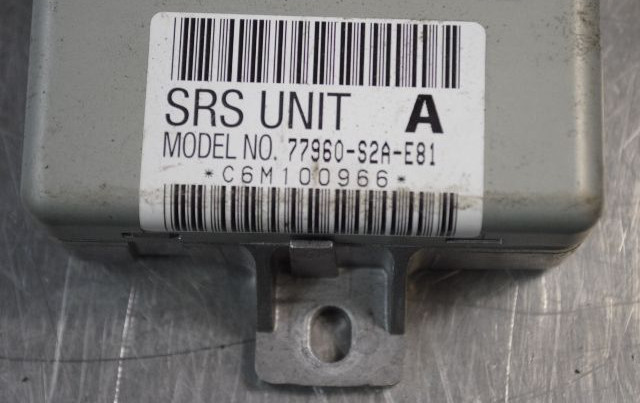 SRS UNIT A
MODEL NO. 77960-S2A-E81
*C6M100966*